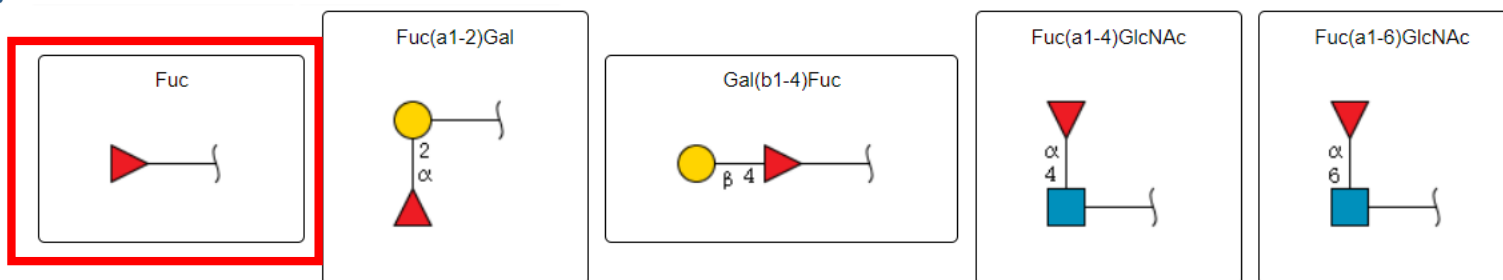 Fuc
Fuc(a1-2)Gal
2
α
Gal(b1-4)Fuc
β 4
Fuc(a1-4)GlcNAc
α
4
Fuc(a1-6)GlcNAc
α
6